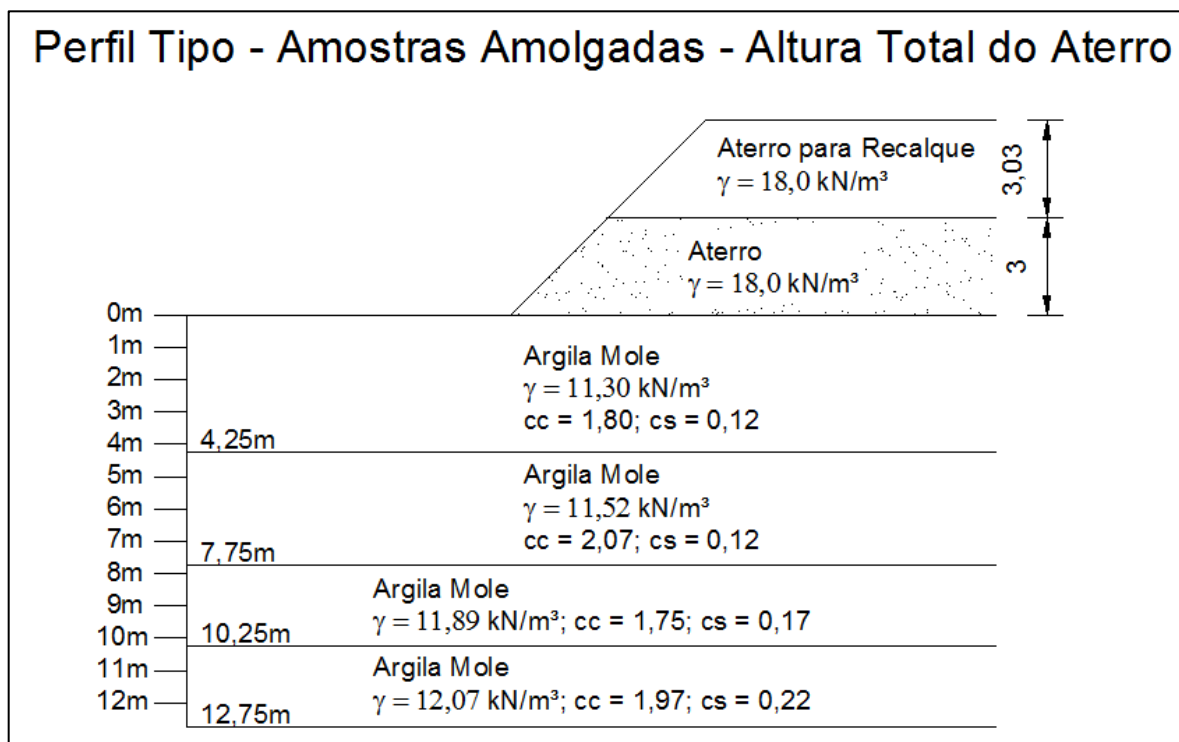 Perfil Tipo - Amostras Amolgadas - Altura Total do Aterro
Aterro para Recalque
γ = 18,0 kN/m³
3,03
Aterro
γ = 18,0 kN/m³
3
0m
1m
2m
3m
4m
5m
6m
7m
8m
9m
10m
11m
12m
Argila Mole
γ = 11,30 kN/m³
cc = 1,80; cs = 0,12
4,25m
Argila Mole
γ = 11,52 kN/m³
cc = 2,07; cs = 0,12
7,75m
Argila Mole
γ = 11,89 kN/m³; cc = 1,75; cs = 0,17
10,25m
Argila Mole
γ = 12,07 kN/m³; cc = 1,97; cs = 0,22
12,75m